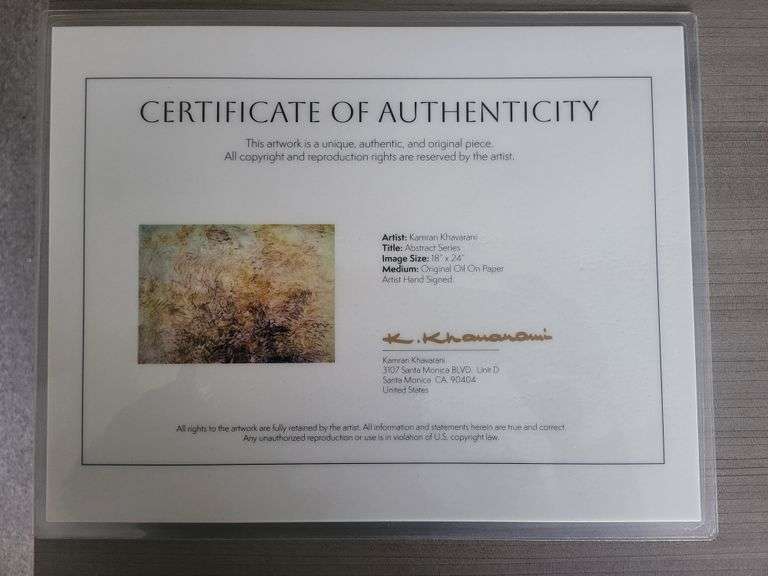 CERTIFICATE OF AUTHENTICITY
This artwork is a unique, authentic, and original piece.
All copyright and reproduction rights are reserved by the artist.
Artist: Kamran Khavarani
Title: Abstract Series
Image Size: 18" x 24"
Medium: Original Oil On Paper
Artist Hand Signed.
K. Khavarani
Kamran Khavarani
3107 Santa Monica BLVD. Unit D
Santa Monica CA. 90404
United States
All rights to the artwork are fully retained by the artist. All information and statements herein are true and correct.
Any unauthorized reproduction or use is in violation of U.S. copyright law.